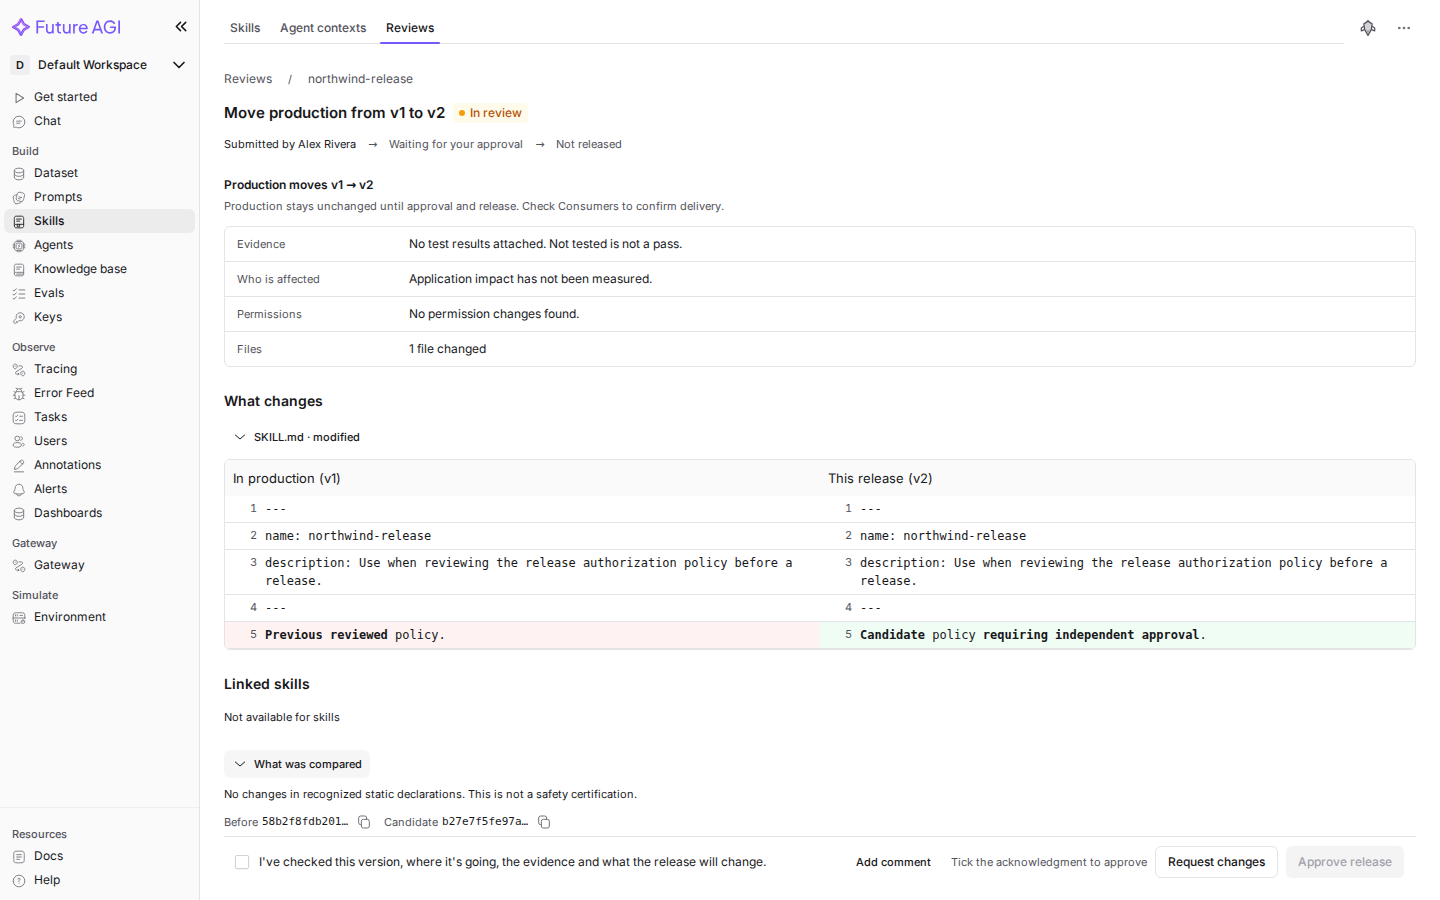 Future AGI
D Default Workspace
Get started
Chat
Build
Dataset
Prompts
Skills
Agents
Knowledge base
Evals
Keys
Observe
Tracing
Error Feed
Tasks
Users
Annotations
Alerts
Dashboards
Gateway
Gateway
Simulate
Environment
Resources
Docs
Help
Skills Agent contexts Reviews
Reviews / northwind-release
Move production from v1 to v2 In review
Submitted by Alex Rivera → Waiting for your approval → Not released
Production moves v1 → v2
Production stays unchanged until approval and release. Check Consumers to confirm delivery.
Evidence No test results attached. Not tested is not a pass.
Who is affected Application impact has not been measured.
Permissions No permission changes found.
Files 1 file changed
What changes
SKILL.md · modified
In production (v1) This release (v2)
1 --- 1 ---
2 name: northwind-release 2 name: northwind-release
3 description: Use when reviewing the release authorization policy before a 3 description: Use when reviewing the release authorization policy before a
release. release.
4 --- 4 ---
5 Previous reviewed policy. 5 Candidate policy requiring independent approval.
Linked skills
Not available for skills
What was compared
No changes in recognized static declarations. This is not a safety certification.
Before 58b2f8fdb201… Candidate b27e7f5fe97a…
I've checked this version, where it's going, the evidence and what the release will change. Add comment Tick the acknowledgment to approve Request changes Approve release